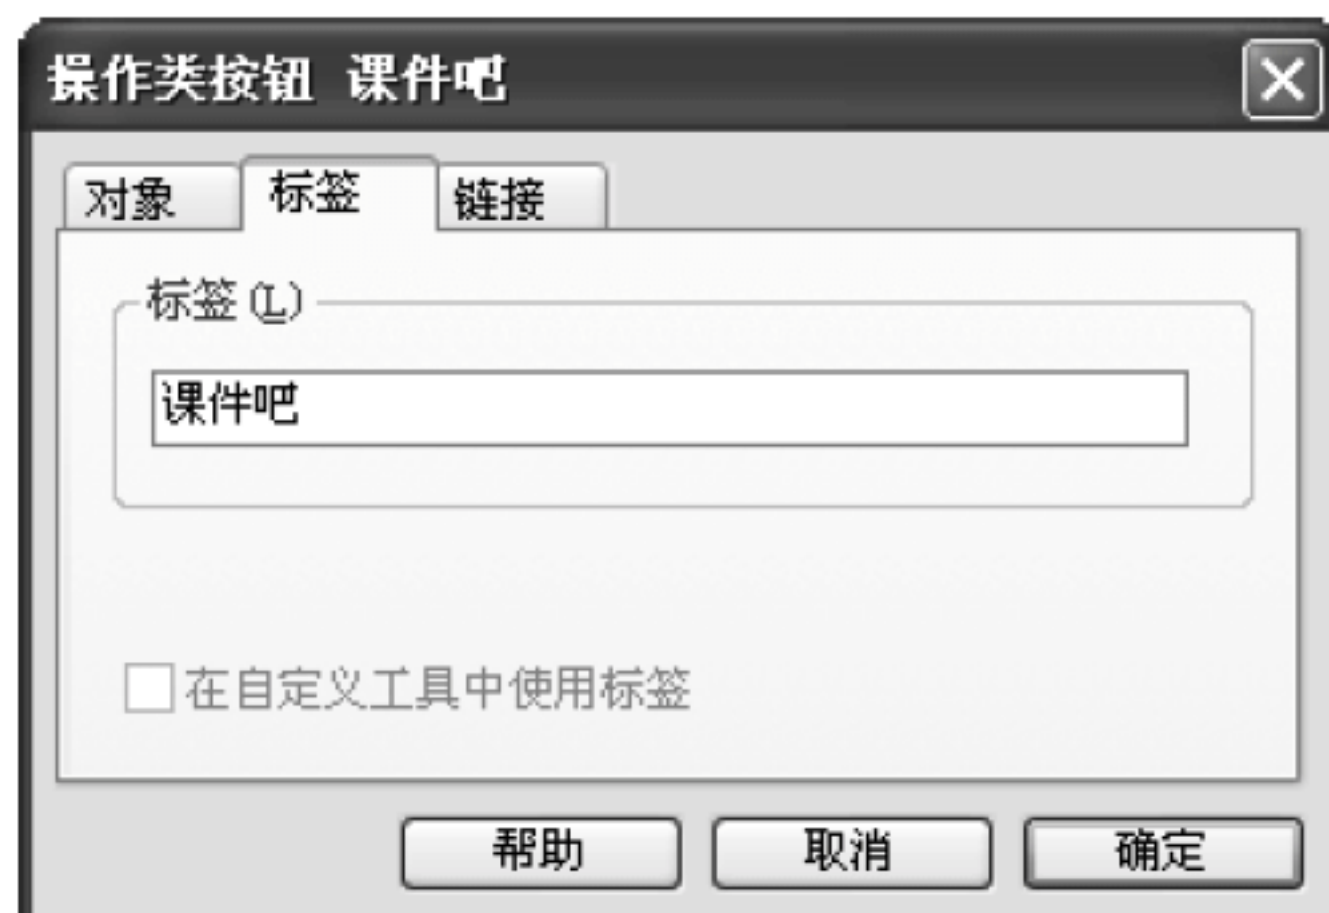 操作类按钮 课件吧
对象 标签 链接
标签(L)
课件吧
在自定义工具中使用标签
帮助 取消 确定